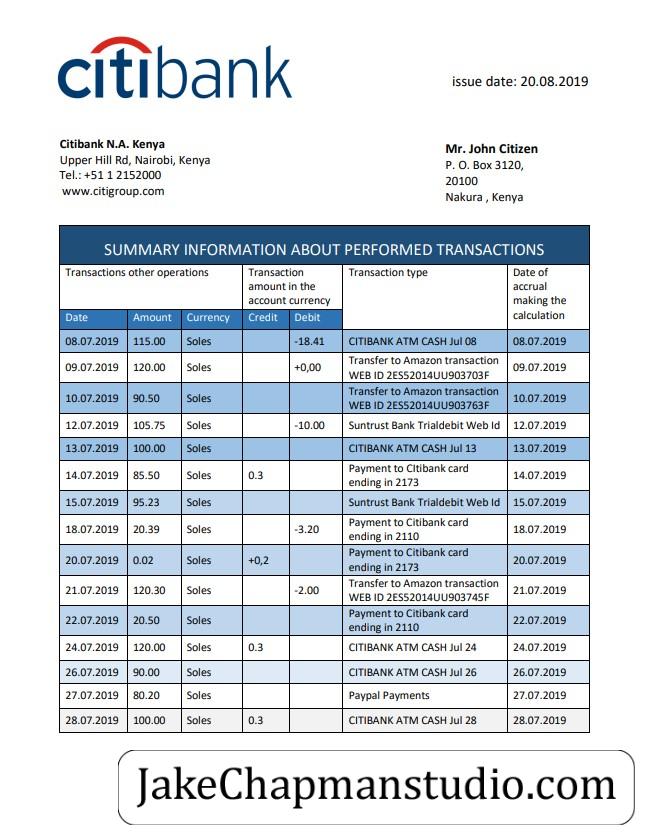 citibank
issue date: 20.08.2019
Citibank N.A. Kenya
Upper Hill Rd, Nairobi, Kenya
Tel.: +51 1 2152000
www.citigroup.com
Mr. John Citizen
P. O. Box 3120,
20100
Nakura , Kenya
SUMMARY INFORMATION ABOUT PERFORMED TRANSACTIONS
Transactions other operations
Transaction
amount in the
account currency
Transaction type
Date of
accrual
making the
calculation
Date Amount Currency Credit Debit
08.07.2019 115.00 Soles -18.41 CITIBANK ATM CASH Jul 08 08.07.2019
09.07.2019 120.00 Soles +0,00 Transfer to Amazon transaction
WEB ID 2ES52014UU903703F 09.07.2019
10.07.2019 90.50 Soles Transfer to Amazon transaction
WEB ID 2ES52014UU903763F 10.07.2019
12.07.2019 105.75 Soles -10.00 Suntrust Bank Trialdebit Web Id 12.07.2019
13.07.2019 100.00 Soles CITIBANK ATM CASH Jul 13 13.07.2019
14.07.2019 85.50 Soles 0.3 Payment to CItibank card
ending in 2173 14.07.2019
15.07.2019 95.23 Soles Suntrust Bank Trialdebit Web Id 15.07.2019
18.07.2019 20.39 Soles -3.20 Payment to Citibank card
ending in 2110 18.07.2019
20.07.2019 0.02 Soles +0,2 Payment to Citibank card
ending in 2173 20.07.2019
21.07.2019 120.30 Soles -2.00 Transfer to Amazon transaction
WEB ID 2ES52014UU903745F 21.07.2019
22.07.2019 20.50 Soles Payment to Citibank card
ending in 2110 22.07.2019
24.07.2019 120.00 Soles 0.3 CITIBANK ATM CASH Jul 24 24.07.2019
26.07.2019 90.00 Soles CITIBANK ATM CASH Jul 26 26.07.2019
27.07.2019 80.20 Soles Paypal Payments 27.07.2019
28.07.2019 100.00 Soles 0.3 CITIBANK ATM CASH Jul 28 28.07.2019
JakeChapmanstudio.com